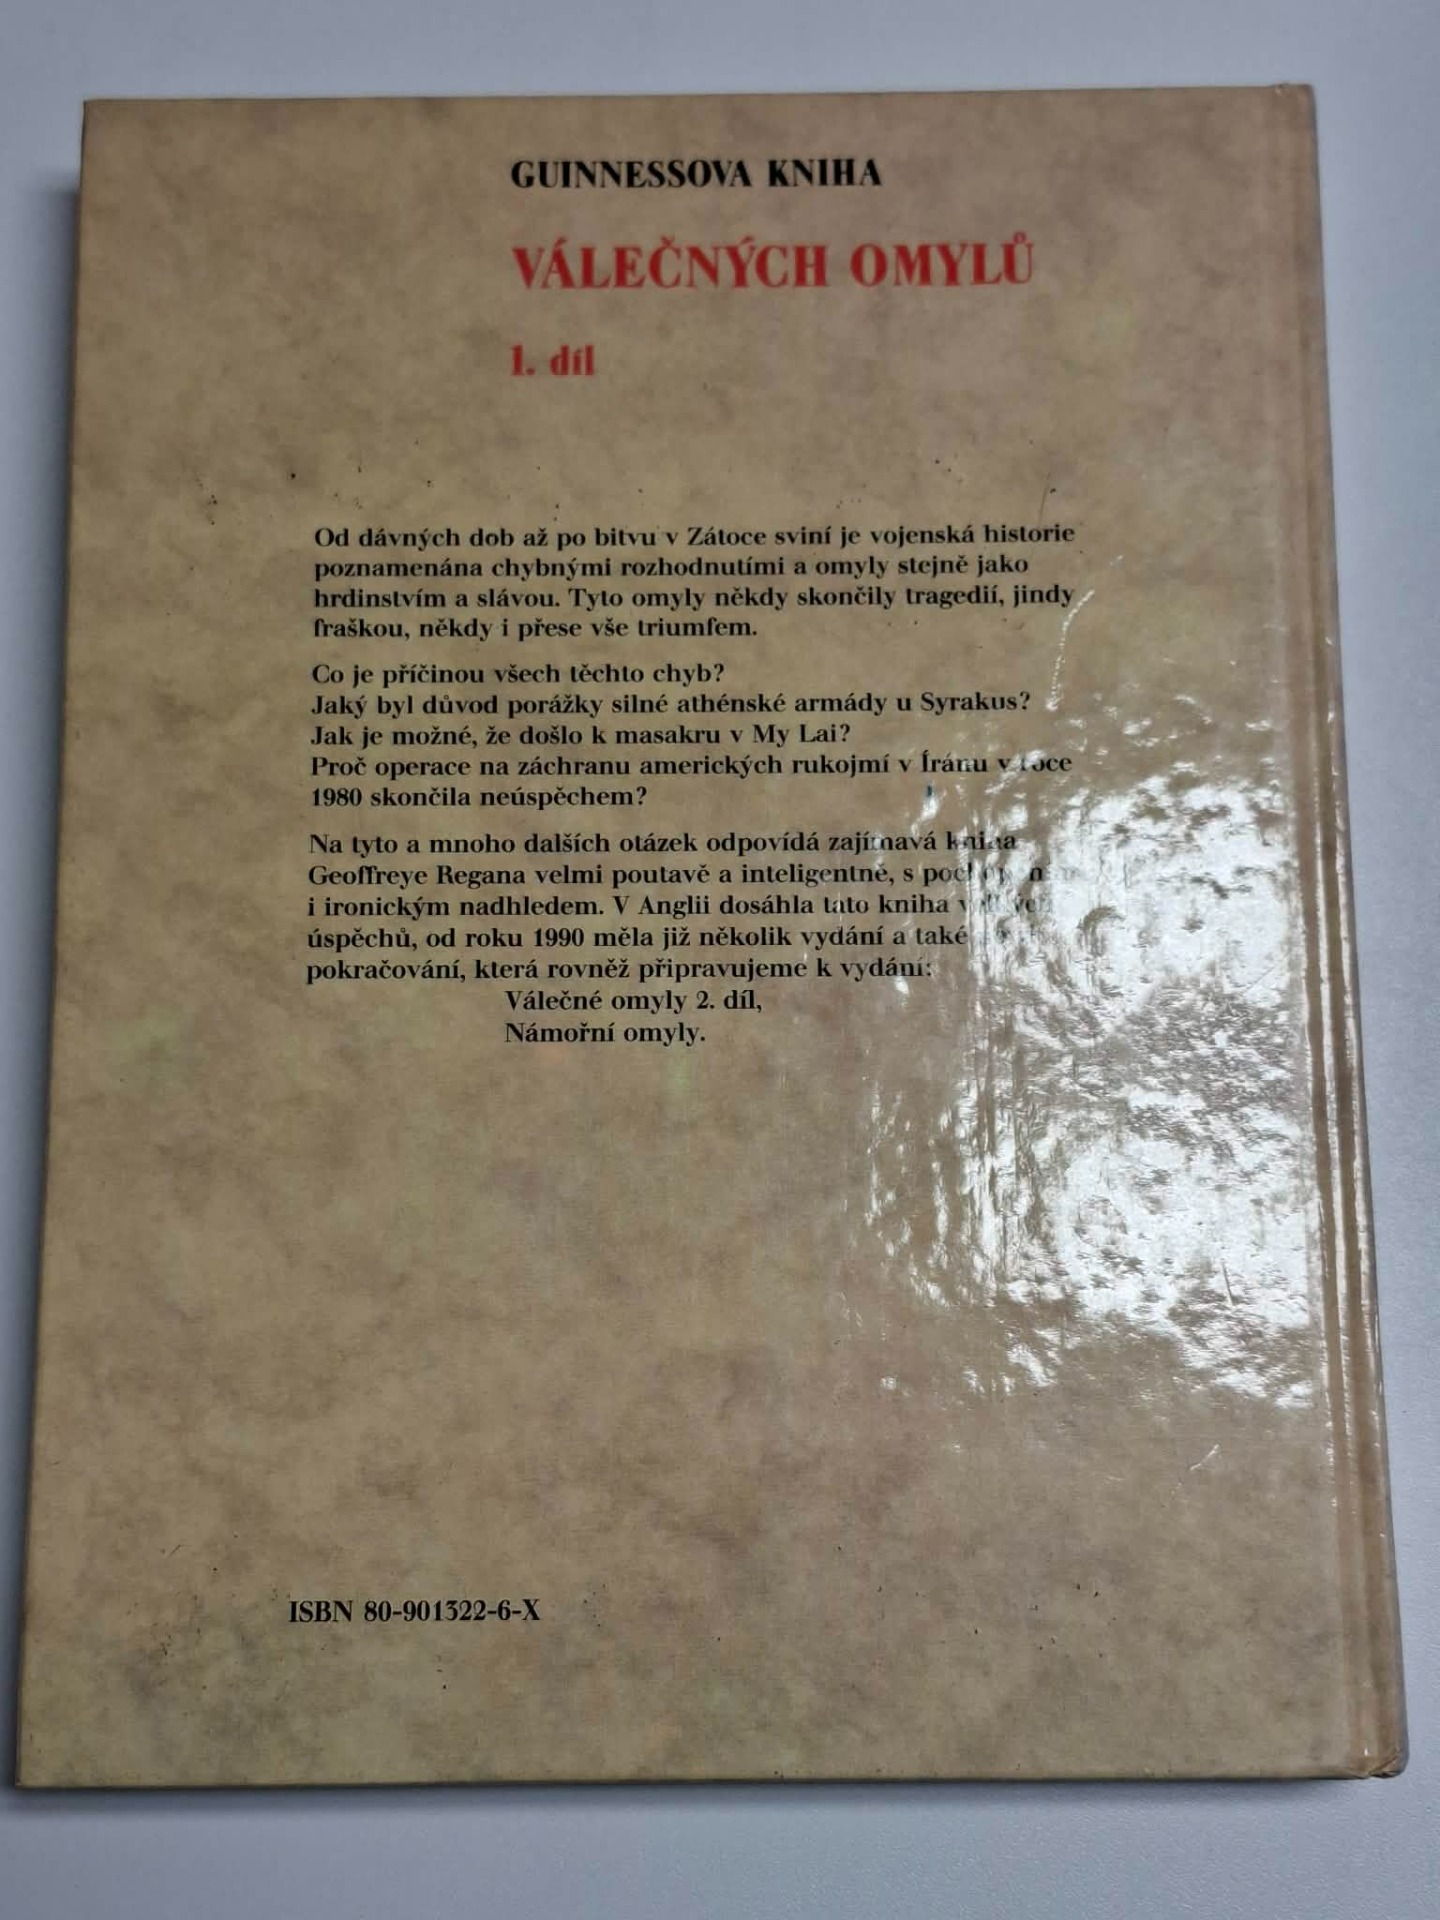 GUINNESSOVA KNIHA
VÁLEČNÝCH OMYLŮ
1. díl
Od dávných dob až po bitvu v Zátoce sviní je vojenská historie
poznamenána chybnými rozhodnutími a omyly stejně jako
hrdinstvím a slávou. Tyto omyly někdy skončily tragedií, jindy
fraškou, někdy i přese vše triumfem.
Co je příčinou všech těchto chyb?
Jaký byl důvod porážky silné athénské armády u Syrakus?
Jak je možné, že došlo k masakru v My Lai?
Proč operace na záchranu amerických rukojmí v Íránu v roce
1980 skončila neúspěchem?
Na tyto a mnoho dalších otázek odpovídá zajímavá kniha
Geoffreye Regana velmi poutavě a inteligentně, s
i ironickým nadhledem. V Anglii dosáhla tato kniha
úspěchů, od roku 1990 měla již několik vydání a také
pokračování, která rovněž připravujeme k vydání:
Válečné omyly 2. díl,
Námořní omyly.
ISBN 80-901322-6-X